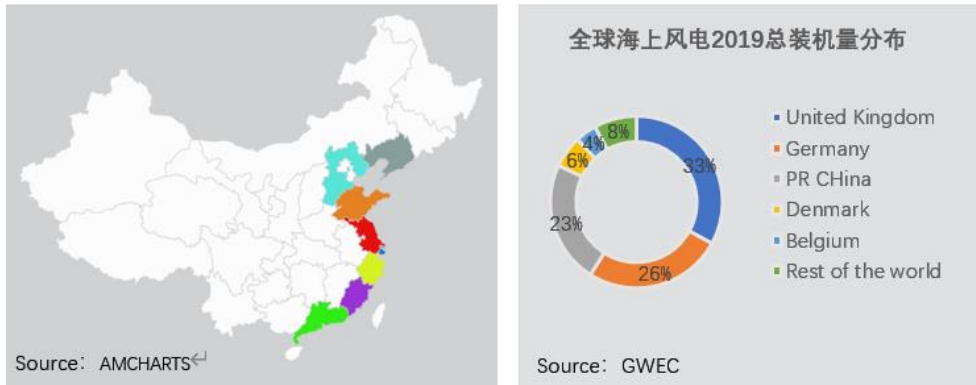 Source： AMCHARTS↵
全球海上风电2019总装机量分布
33%
26%
23%
6%
4%
8%
United Kingdom
Germany
PR CHina
Denmark
Belgium
Rest of the world
Source： GWEC